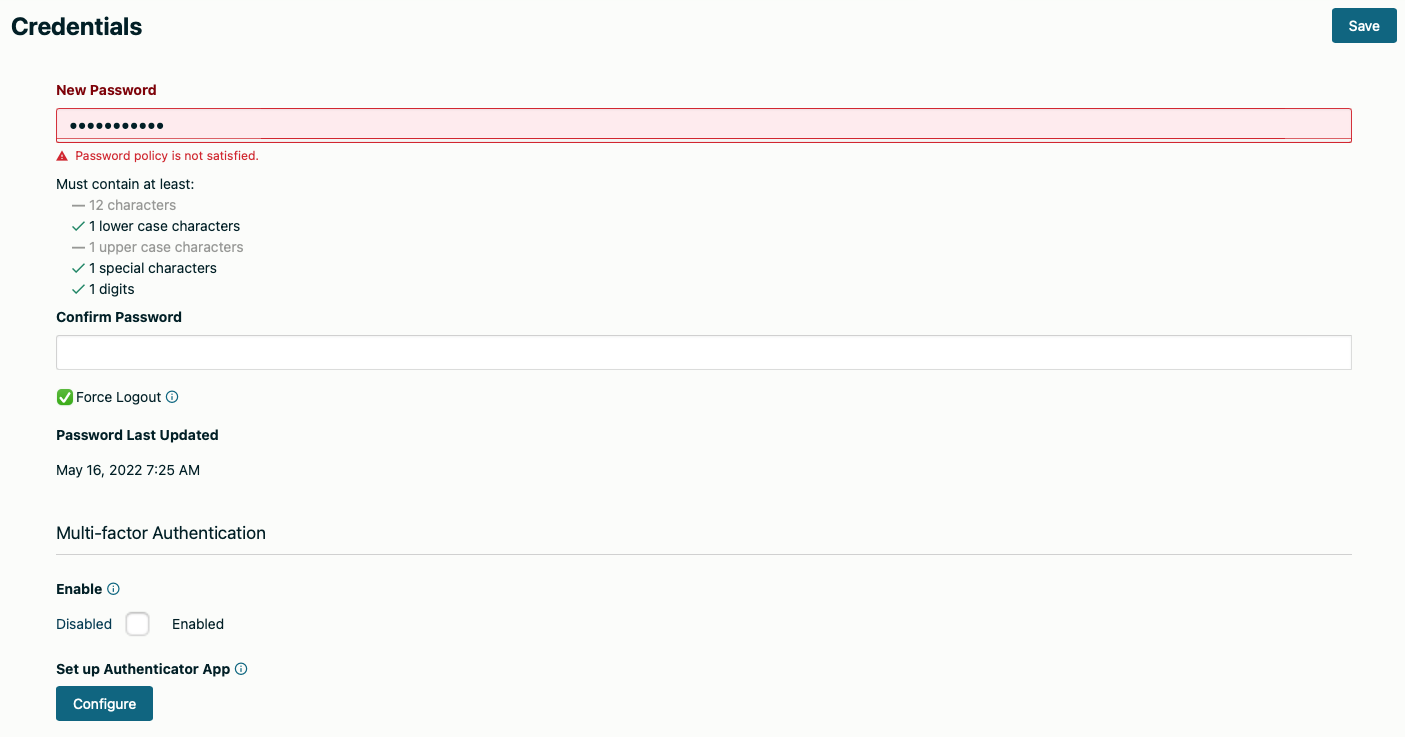 Credentials
Save
New Password
•••••••••••
Password policy is not satisfied.
Must contain at least:
— 12 characters
✓ 1 lower case characters
— 1 upper case characters
✓ 1 special characters
✓ 1 digits
Confirm Password
Force Logout
Password Last Updated
May 16, 2022 7:25 AM
Multi-factor Authentication
Enable
Disabled Enabled
Set up Authenticator App
Configure